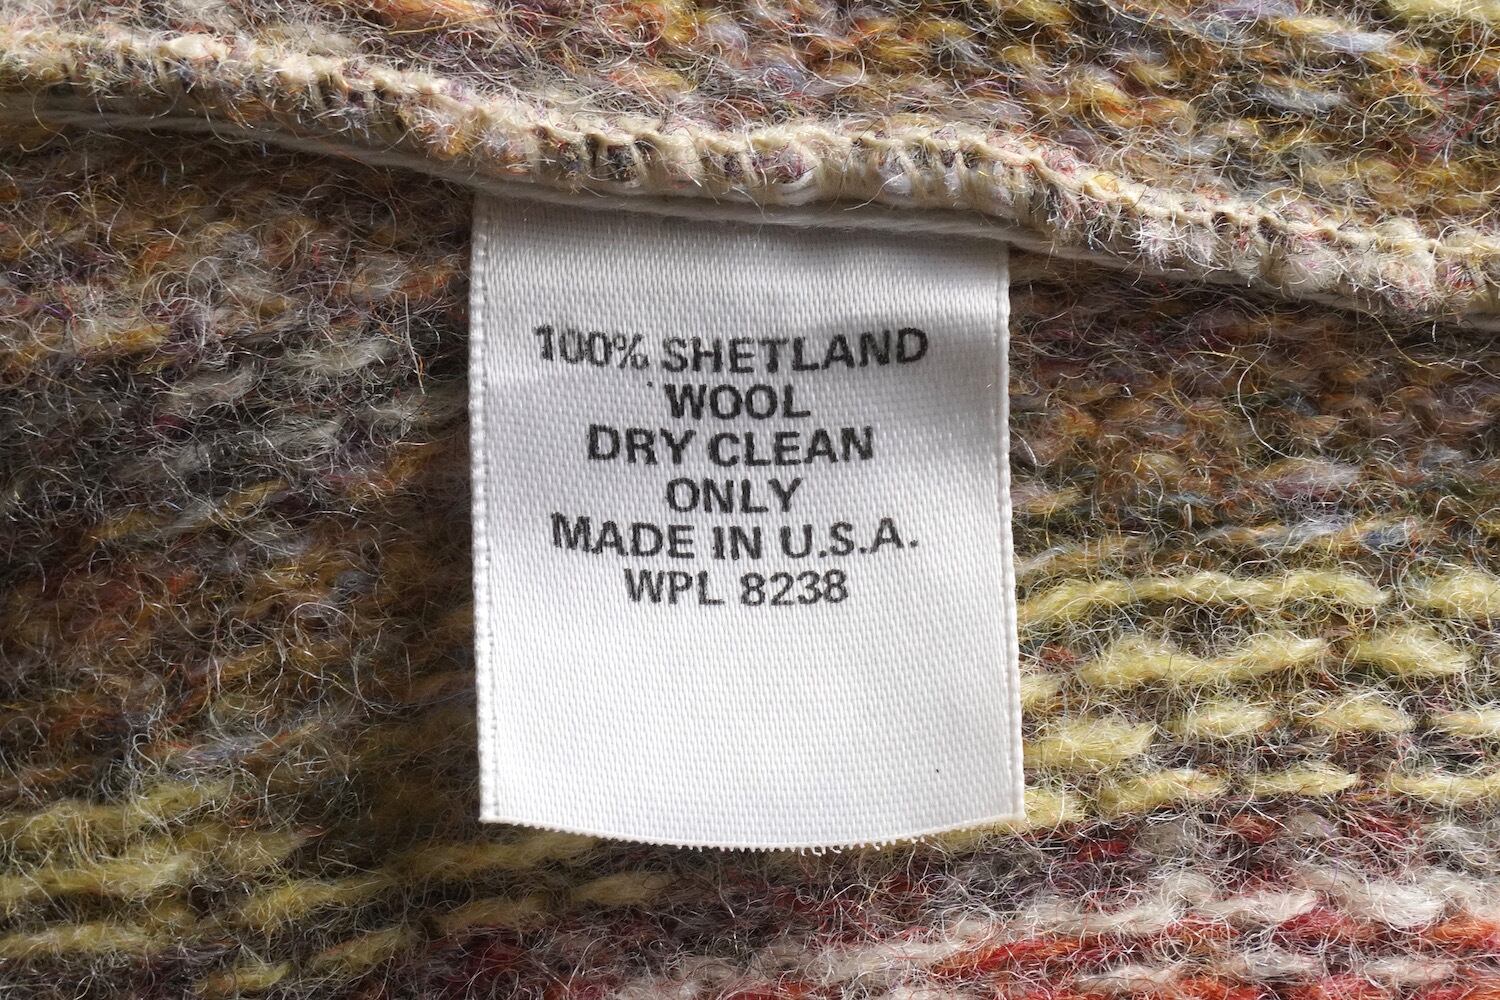 100% SHETLAND
WOOL
DRY CLEAN
ONLY
MADE IN U.S.A.
WPL 8238